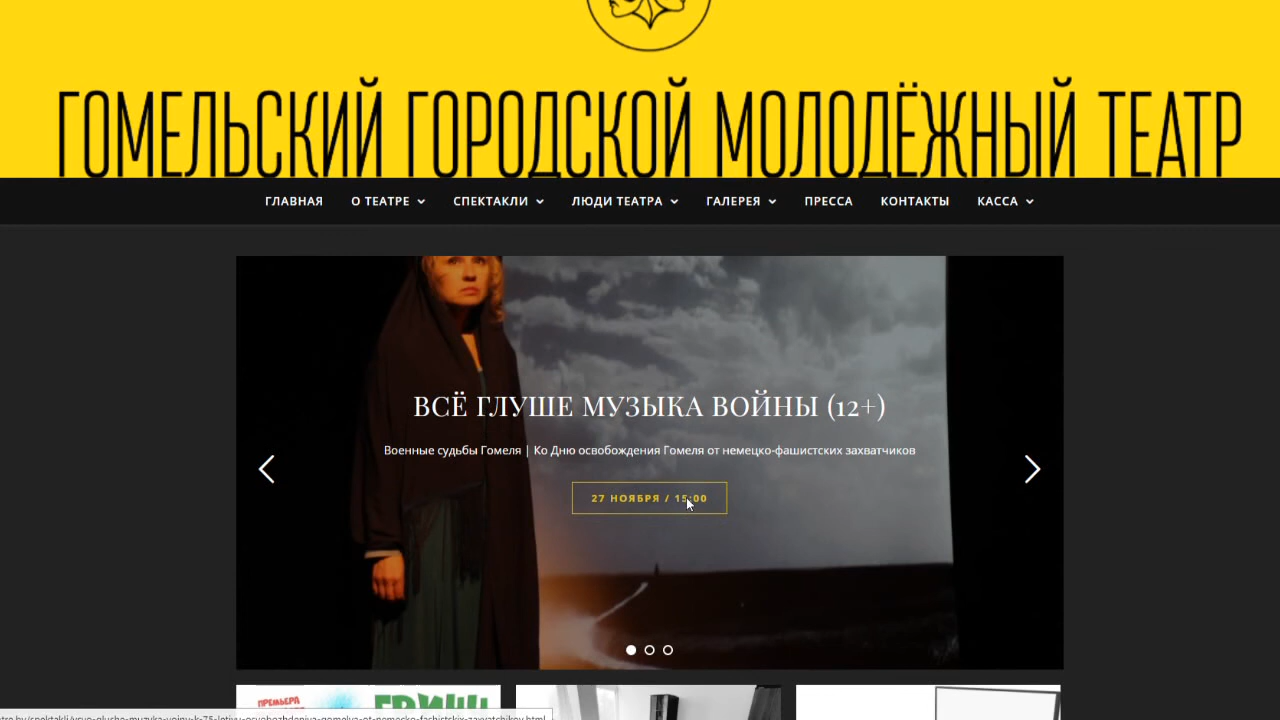 ГОМЕЛЬСКИЙ ГОРОДСКОЙ МОЛОДЁЖНЫЙ ТЕАТР
ГЛАВНАЯ О ТЕАТРЕ СПЕКТАКЛИ ЛЮДИ ТЕАТРА ГАЛЕРЕЯ ПРЕССА КОНТАКТЫ КАССА
ВСЁ ГЛУШЕ МУЗЫКА ВОЙНЫ (12+)
Военные судьбы Гомеля | Ко Дню освобождения Гомеля от немецко-фашистских захватчиков
27 НОЯБРЯ / 15:00
ПРЕМЬЕРА